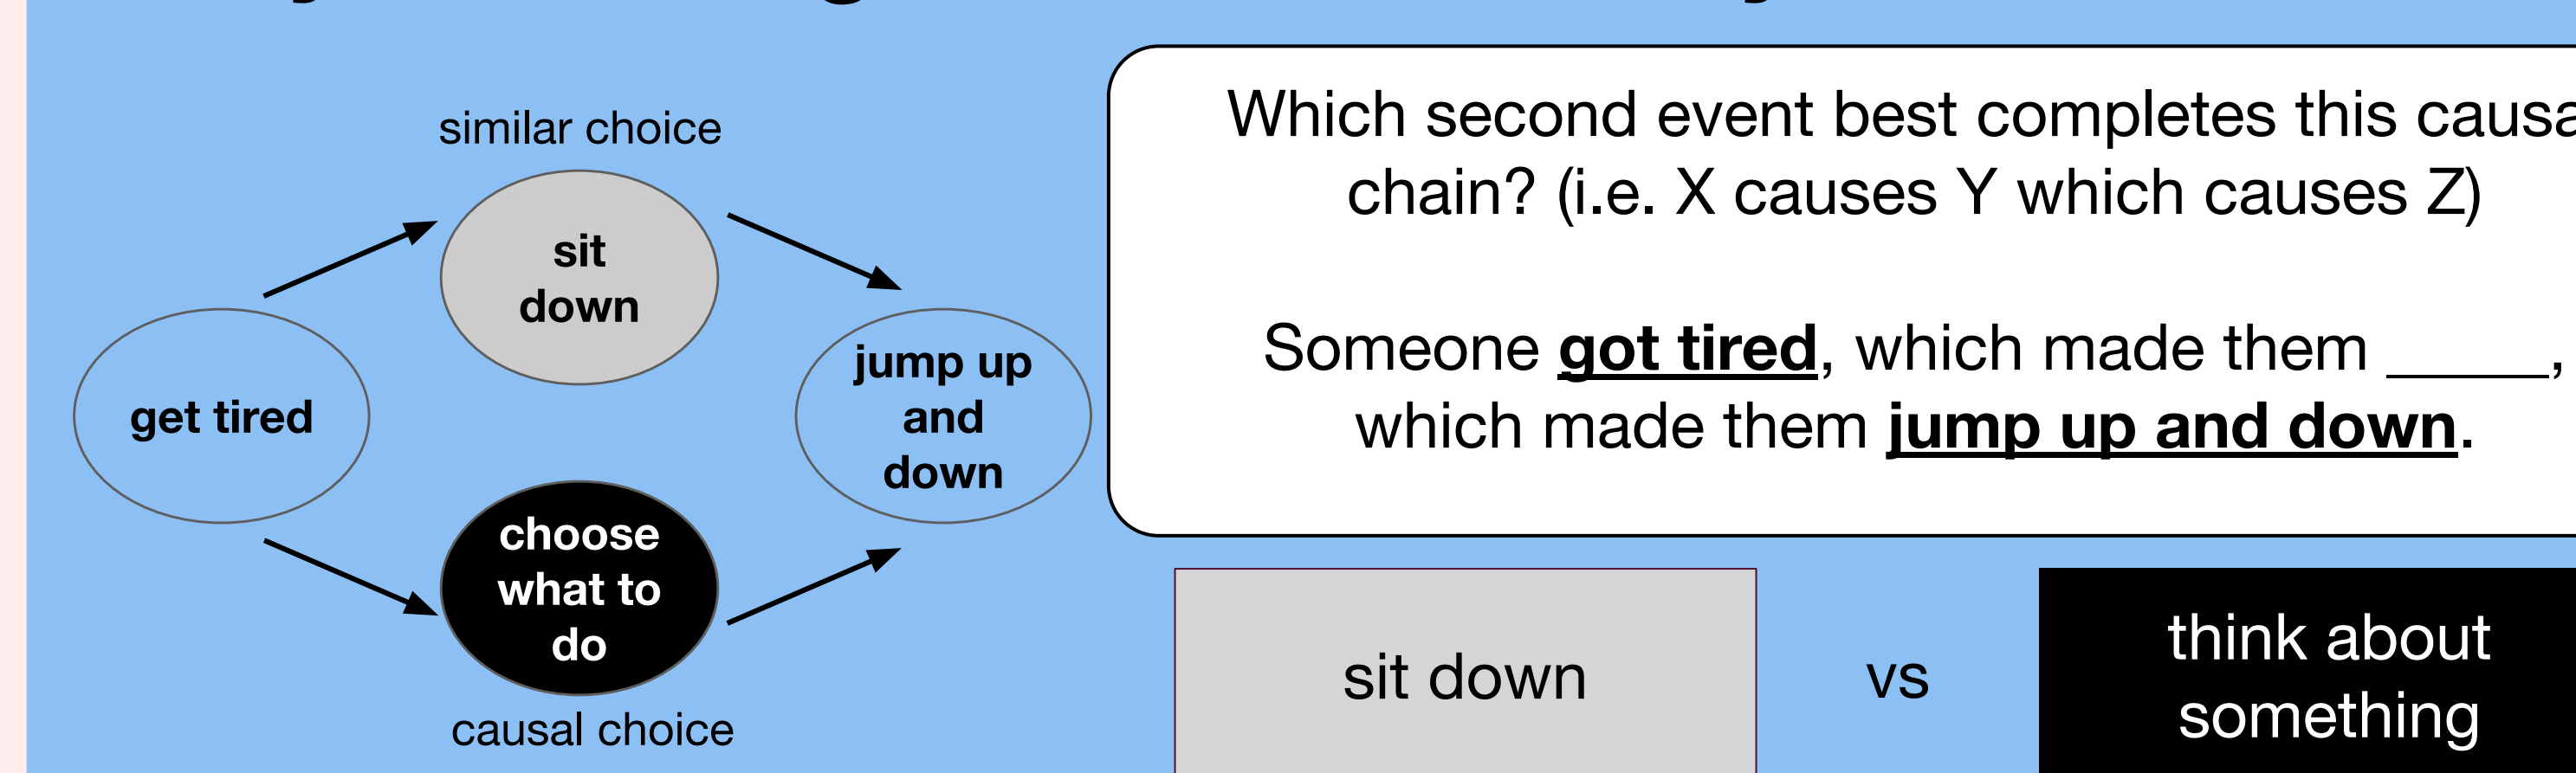 similar choice
sit
down
get tired
jump up
and
down
choose
what to
do
causal choice
Which second event best completes this
chain? (i.e. X causes Y which causes Z)
Someone got tired, which made them _____,
which made them jump up and down.
sit down
vs
think about
something